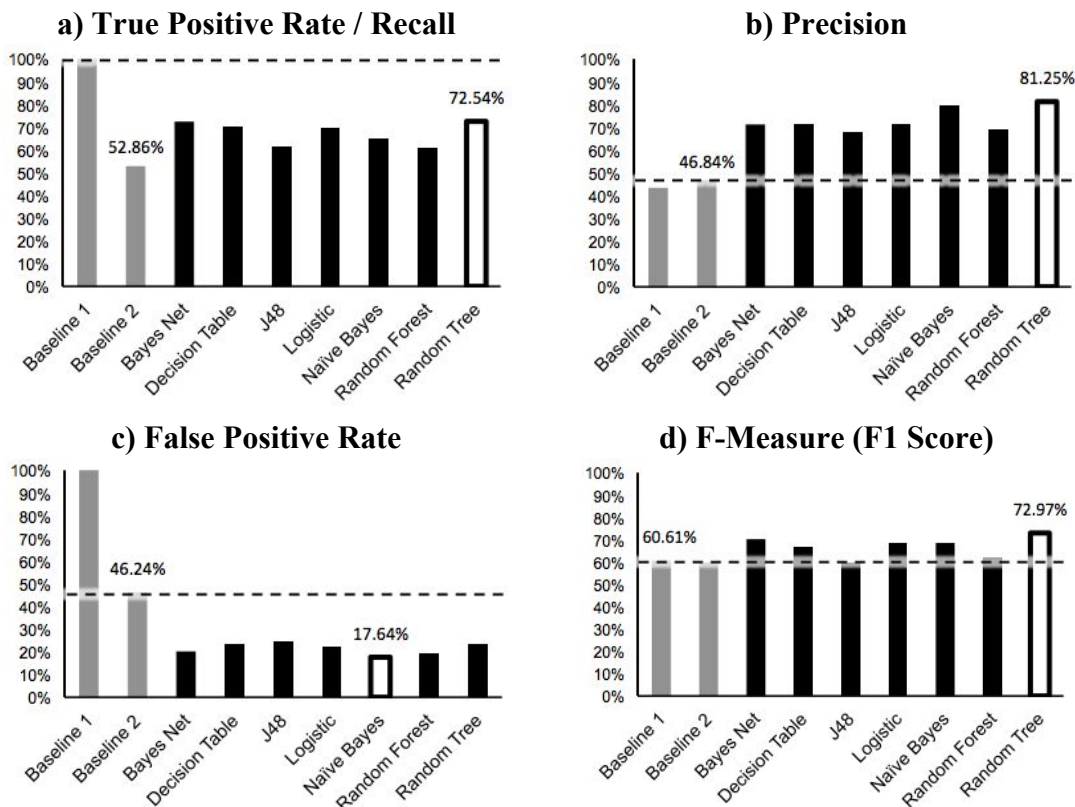 a) True Positive Rate / Recall
100%
90%
80%
70%
60%
50%
40%
30%
20%
10%
0%
52.86%
72.54%
Baseline 1
Baseline 2
Bayes Net
Decision Table
J48
Logistic
Naïve Bayes
Random Forest
Random Tree
b) Precision
100%
90%
80%
70%
60%
50%
40%
30%
20%
10%
0%
46.84%
81.25%
Baseline 1
Baseline 2
Bayes Net
Decision Table
J48
Logistic
Naïve Bayes
Random Forest
Random Tree
c) False Positive Rate
100%
90%
80%
70%
60%
50%
40%
30%
20%
10%
0%
46.24%
17.64%
Baseline 1
Baseline 2
Bayes Net
Decision Table
J48
Logistic
Naïve Bayes
Random Forest
Random Tree
d) F-Measure (F1 Score)
100%
90%
80%
70%
60%
50%
40%
30%
20%
10%
0%
60.61%
72.97%
Baseline 1
Baseline 2
Bayes Net
Decision Table
J48
Logistic
Naïve Bayes
Random Forest
Random Tree